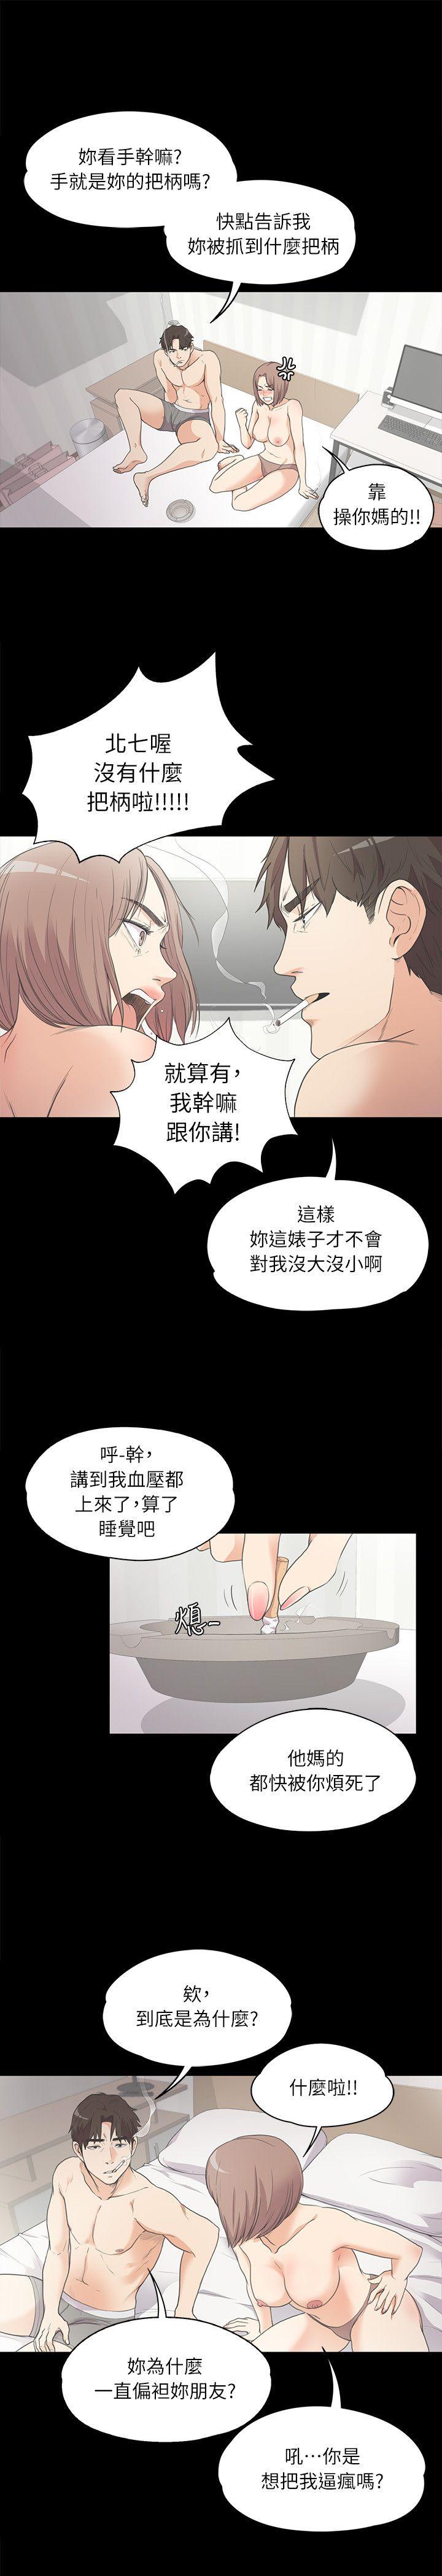 妳看手幹嘛?
手就是妳的把柄嗎?
快點告訴我
妳被抓到什麼把柄
靠
操你媽的!!
北七喔
沒有什麼
把柄啦!!!!!
就算有，
我幹嘛
跟你講!
這樣
妳這婊子才不會
對我沒大沒小啊
呼-幹，
講到我血壓都
上來了，算了
睡覺吧
熄-
他媽的
都快被你煩死了
欸，
到底是為什麼?
什麼啦!!
妳為什麼
一直偏袒妳朋友?
吼…你是
想把我逼瘋嗎?